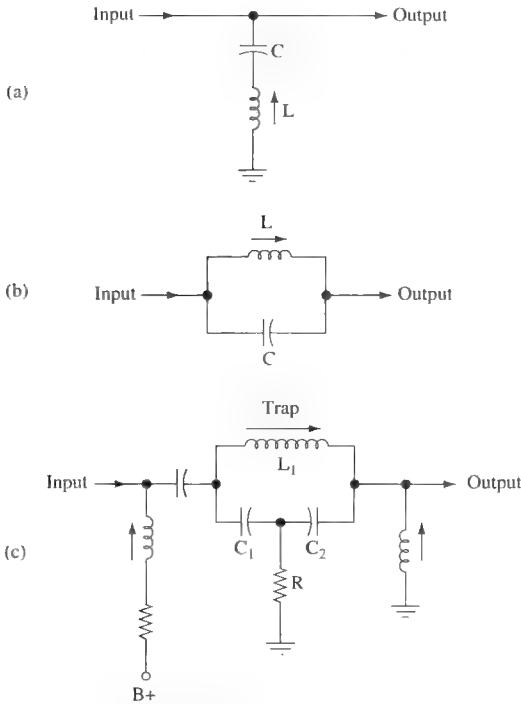 Input Output
C
(a)
L
L
(b) Input Output
C
Trap
L₁
Input Output
C₁ C₂
(c)
R
B+